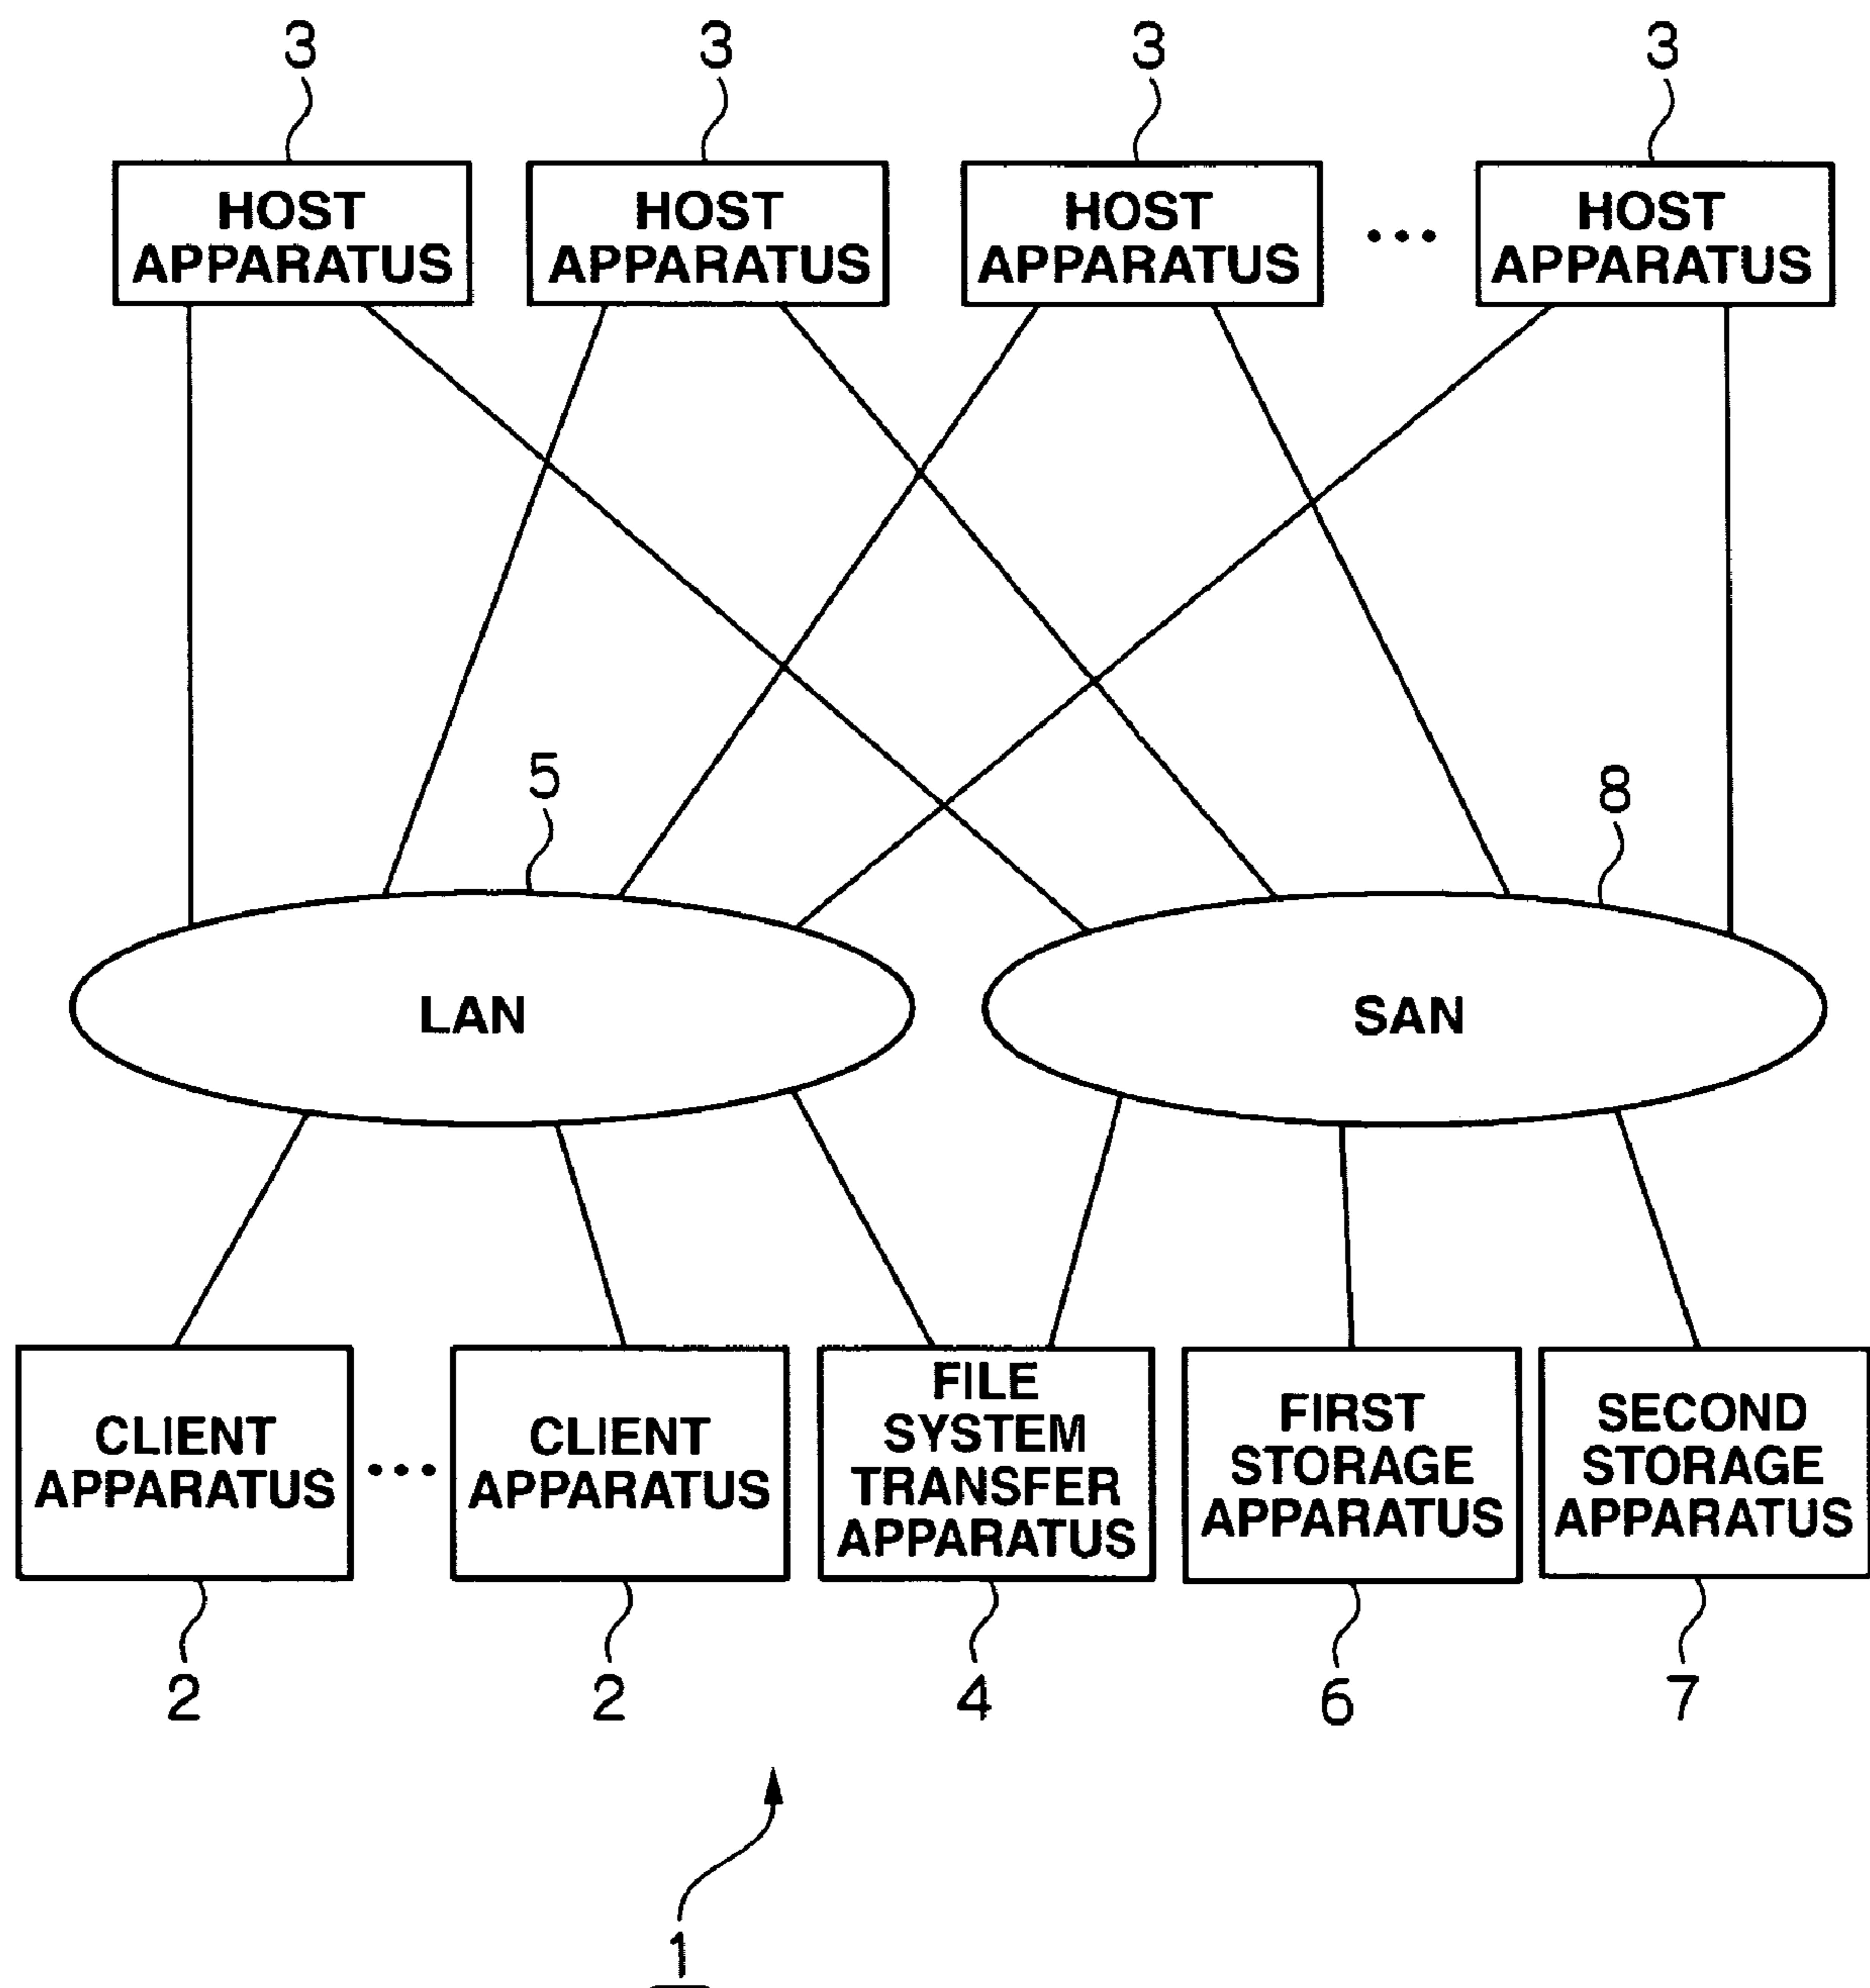 3 3 3 3
HOST APPARATUS
HOST APPARATUS
HOST APPARATUS
...
HOST APPARATUS
5
8
LAN
SAN
CLIENT APPARATUS
...
CLIENT APPARATUS
FILE SYSTEM TRANSFER APPARATUS
FIRST STORAGE APPARATUS
SECOND STORAGE APPARATUS
2 2 4 6 7
1